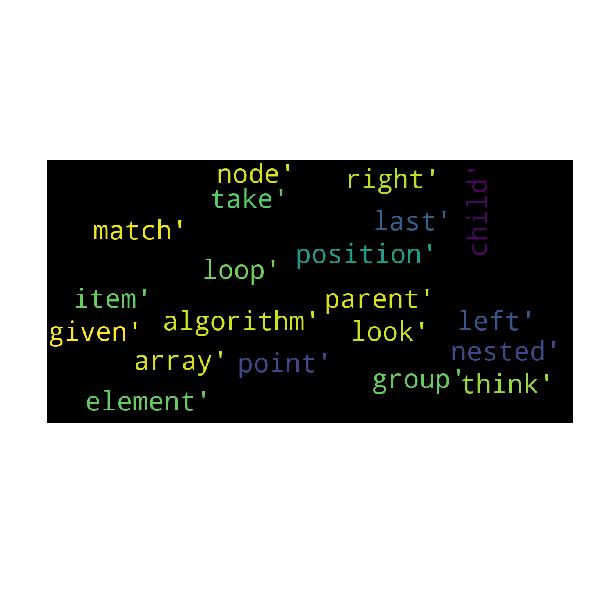 node'
right'
child'
take'
last'
match'
position'
loop'
item'
parent'
algorithm'
left'
given'
look'
nested'
array'
point'
group'
think'
element'